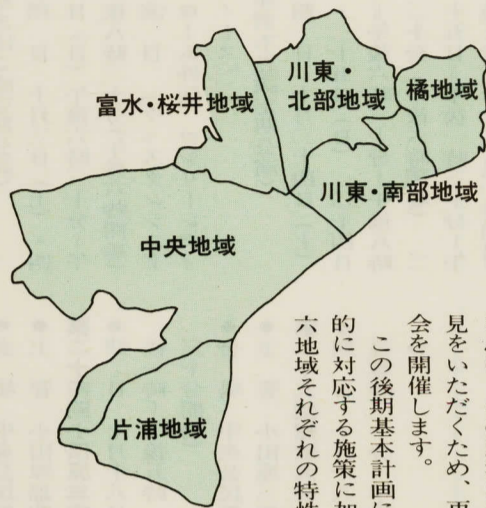 川東・
北部地域
橘地域
富水・桜井地域
川東・南部地域
中央地域
片浦地域
見をいただくため、
会を開催します。
この後期基本計画に
的に対応する施策に加
六地域それぞれの特性